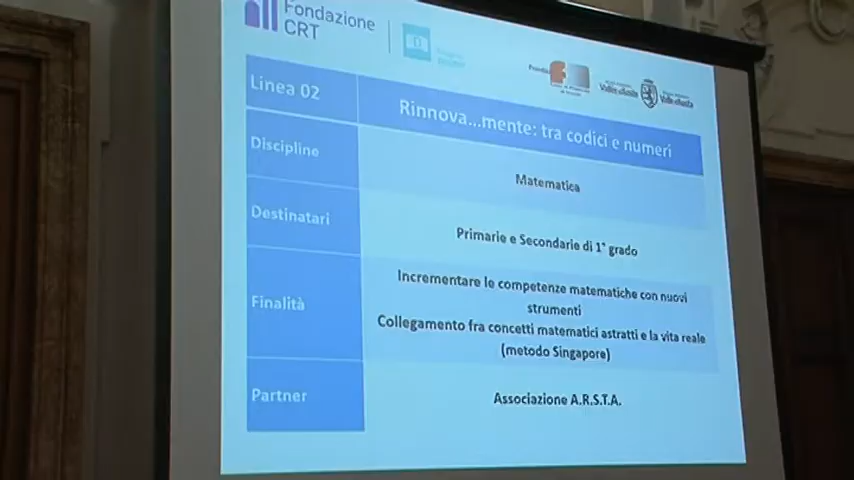 Fondazione
CRT
Linea 02
Rinnova...mente: tra codici e numeri
Discipline
Matematica
Destinatari
Primarie e Secondarie di 1° grado
Finalità
Incrementare le competenze matematiche con nuovi
strumenti
Collegamento fra concetti matematici astratti e la vita reale
(metodo Singapore)
Partner
Associazione A.R.S.T.A.